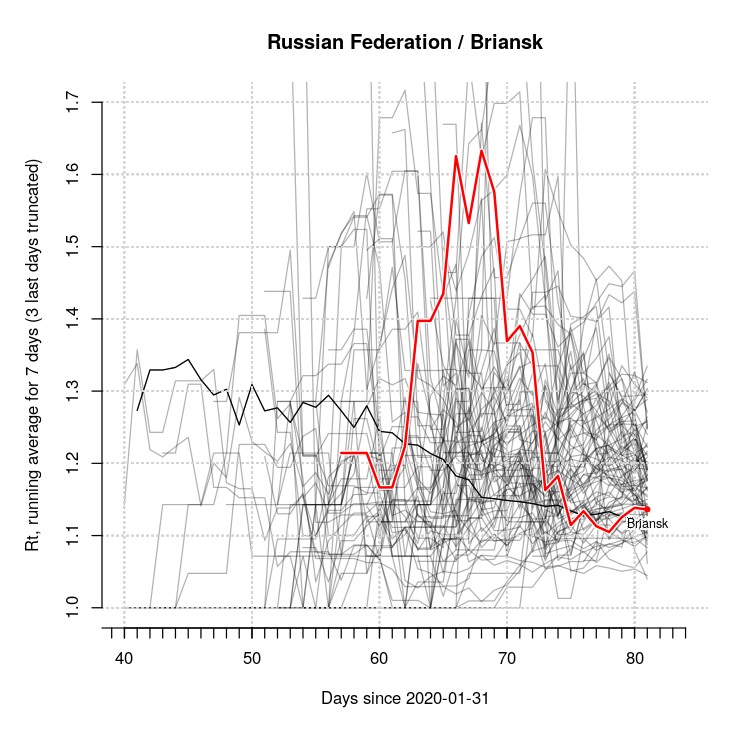 Russian Federation / Briansk
Rt, running average for 7 days (3 last days truncated)
1.7
1.6
1.5
1.4
1.3
1.2
1.1
1.0
Briansk
40 50 60 70 80
Days since 2020-01-31